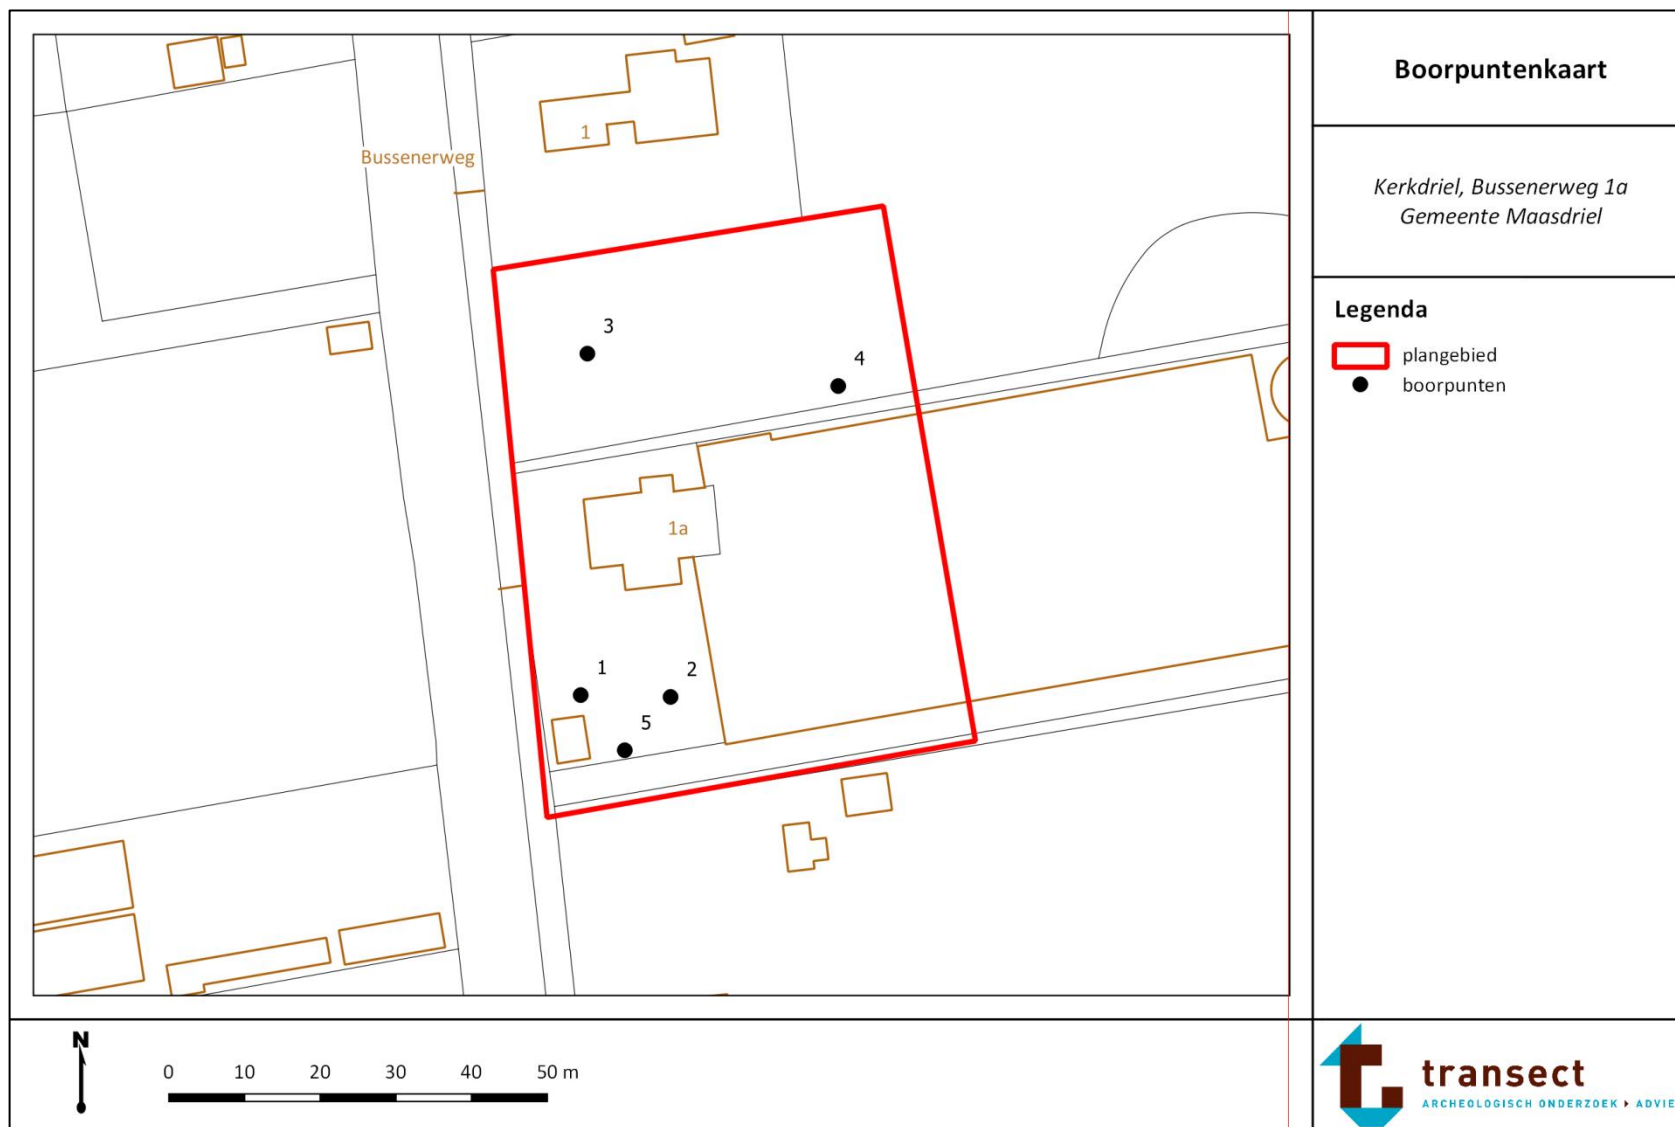 Boorpuntenkaart
Kerkdriel, Bussenerweg 1a
Gemeente Maasdriel
Legenda
plangebied
boorpunten
1
Bussenerweg
3
4
1a
1
2
5
N
0 10 20 30 40 50 m
transect
ARCHEOLOGISCH ONDERZOEK ADVIE